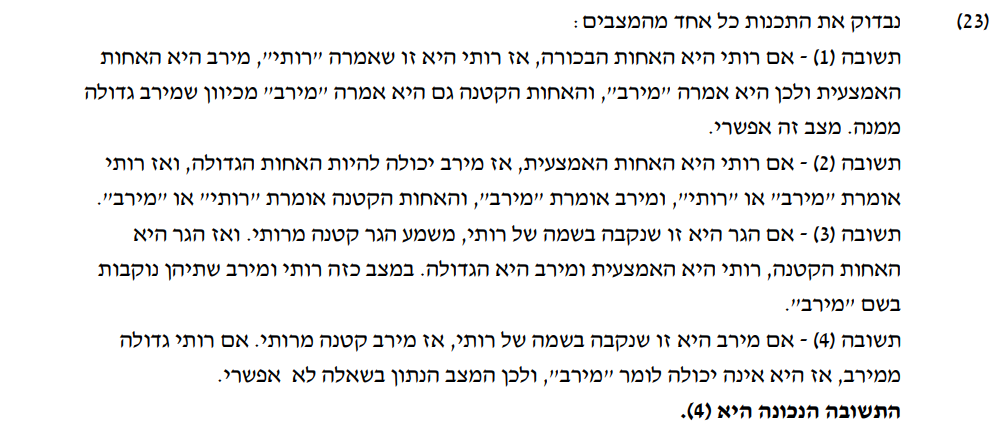 (23) נבדוק את התכנות כל אחד מהמצבים:
תשובה (1) - אם רותי היא האחות הבכורה, אז רותי היא זו שאמרה "רותי", מירב היא האחות
האמצעית ולכן היא אמרה "מירב", והאחות הקטנה גם היא אמרה "מירב" מכיוון שמירב גדולה
ממנה. מצב זה אפשרי.
תשובה (2) - אם רותי היא האחות האמצעית, אז מירב יכולה להיות האחות הגדולה, ואז רותי
אומרת "מירב" או "רותי", ומירב אומרת "מירב", והאחות הקטנה אומרת "רותי" או "מירב".
תשובה (3) - אם הגר היא זו שנקבה בשמה של רותי, משמע הגר קטנה מרותי. ואז הגר היא
האחות הקטנה, רותי היא האמצעית ומירב היא הגדולה. במצב כזה רותי ומירב שתיהן נוקבות
בשם "מירב".
תשובה (4) - אם מירב היא זו שנקבה בשמה של רותי, אז מירב קטנה מרותי. אם רותי גדולה
ממירב, אז היא אינה יכולה לומר "מירב", ולכן המצב הנתון בשאלה לא אפשרי.
התשובה הנכונה היא (4).